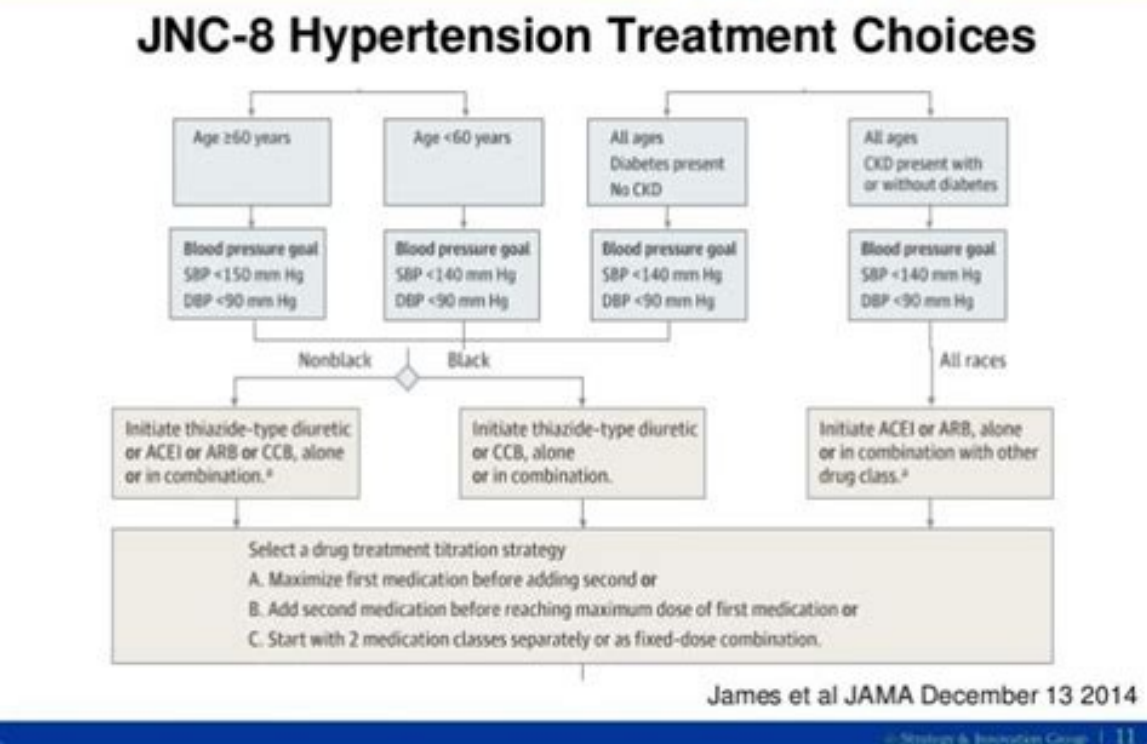 JNC-8 Hypertension Treatment Choices
Age ≥60 years
Age <60 years
All ages
Diabetes present
No CKD
All ages
CKD present with
or without diabetes
Blood pressure goal
SBP <150 mm Hg
DBP <90 mm Hg
Blood pressure goal
SBP <140 mm Hg
DBP <90 mm Hg
Blood pressure goal
SBP <140 mm Hg
DBP <90 mm Hg
Blood pressure goal
SBP <140 mm Hg
DBP <90 mm Hg
Nonblack
Black
All races
Initiate thiazide-type diuretic
or ACEI or ARB or CCB, alone
or in combination.ª
Initiate thiazide-type diuretic
or CCB, alone
or in combination.
Initiate ACEI or ARB, alone
or in combination with other
drug class.ª
Select a drug treatment titration strategy
A. Maximize first medication before adding second or
B. Add second medication before reaching maximum dose of first medication or
C. Start with 2 medication classes separately or as fixed-dose combination.
James et al JAMA December 13 2014
Strategy & Innovation Group | 11